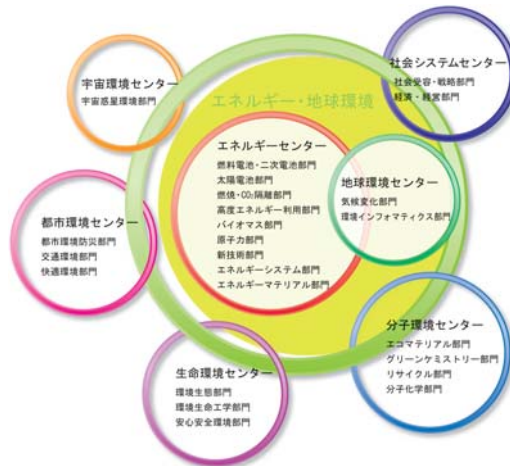 宇宙環境センター
宇宙惑星環境部門
社会システムセンター
社会受容・戦略部門
経済・経営部門
エネルギー・地球環境
エネルギーセンター
燃料電池・二次電池部門
太陽電池部門
燃焼・CO₂隔離部門
高度エネルギー利用部門
バイオマス部門
原子力部門
新技術部門
エネルギーシステム部門
エネルギーマテリアル部門
地球環境センター
気候変化部門
環境インフォマティクス部門
都市環境センター
都市環境防災部門
交通環境部門
快適環境部門
分子環境センター
エコマテリアル部門
グリーンケミストリー部門
リサイクル部門
分子化学部門
生命環境センター
環境生態部門
環境生命工学部門
安心安全環境部門